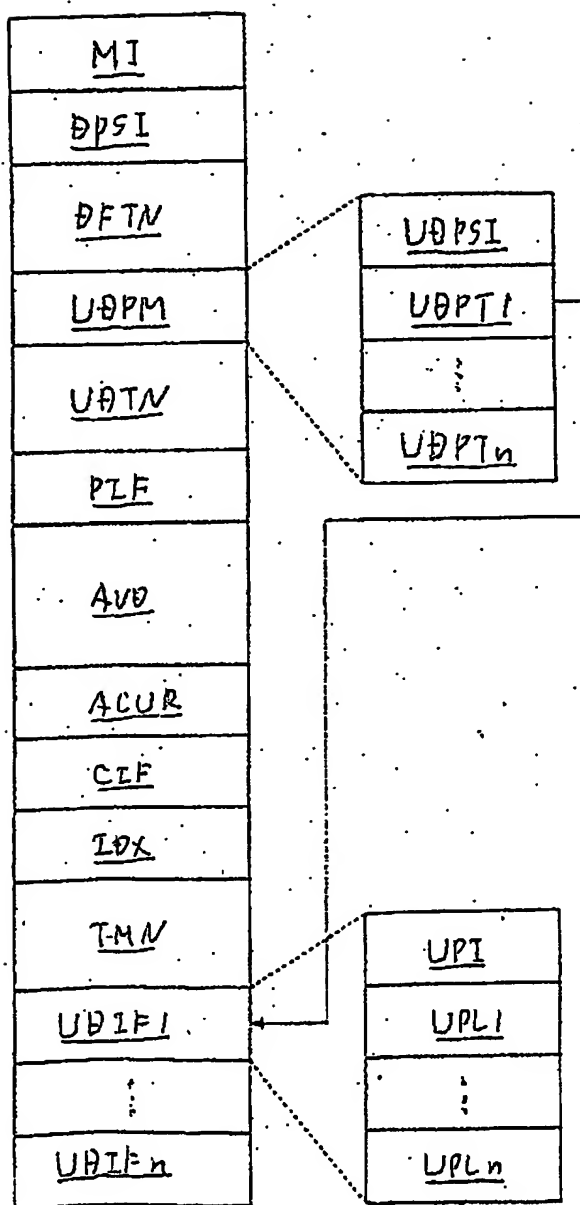 MI
DPSI
DFTN
UDPM
UDTN
PIF
AVD
ACUR
CIF
IDX
TMN
UDIF1
⋮
UDIFn
UDPSI
UDPT1
⋮
UDPTn
UPI
UPL1
⋮
UPLn